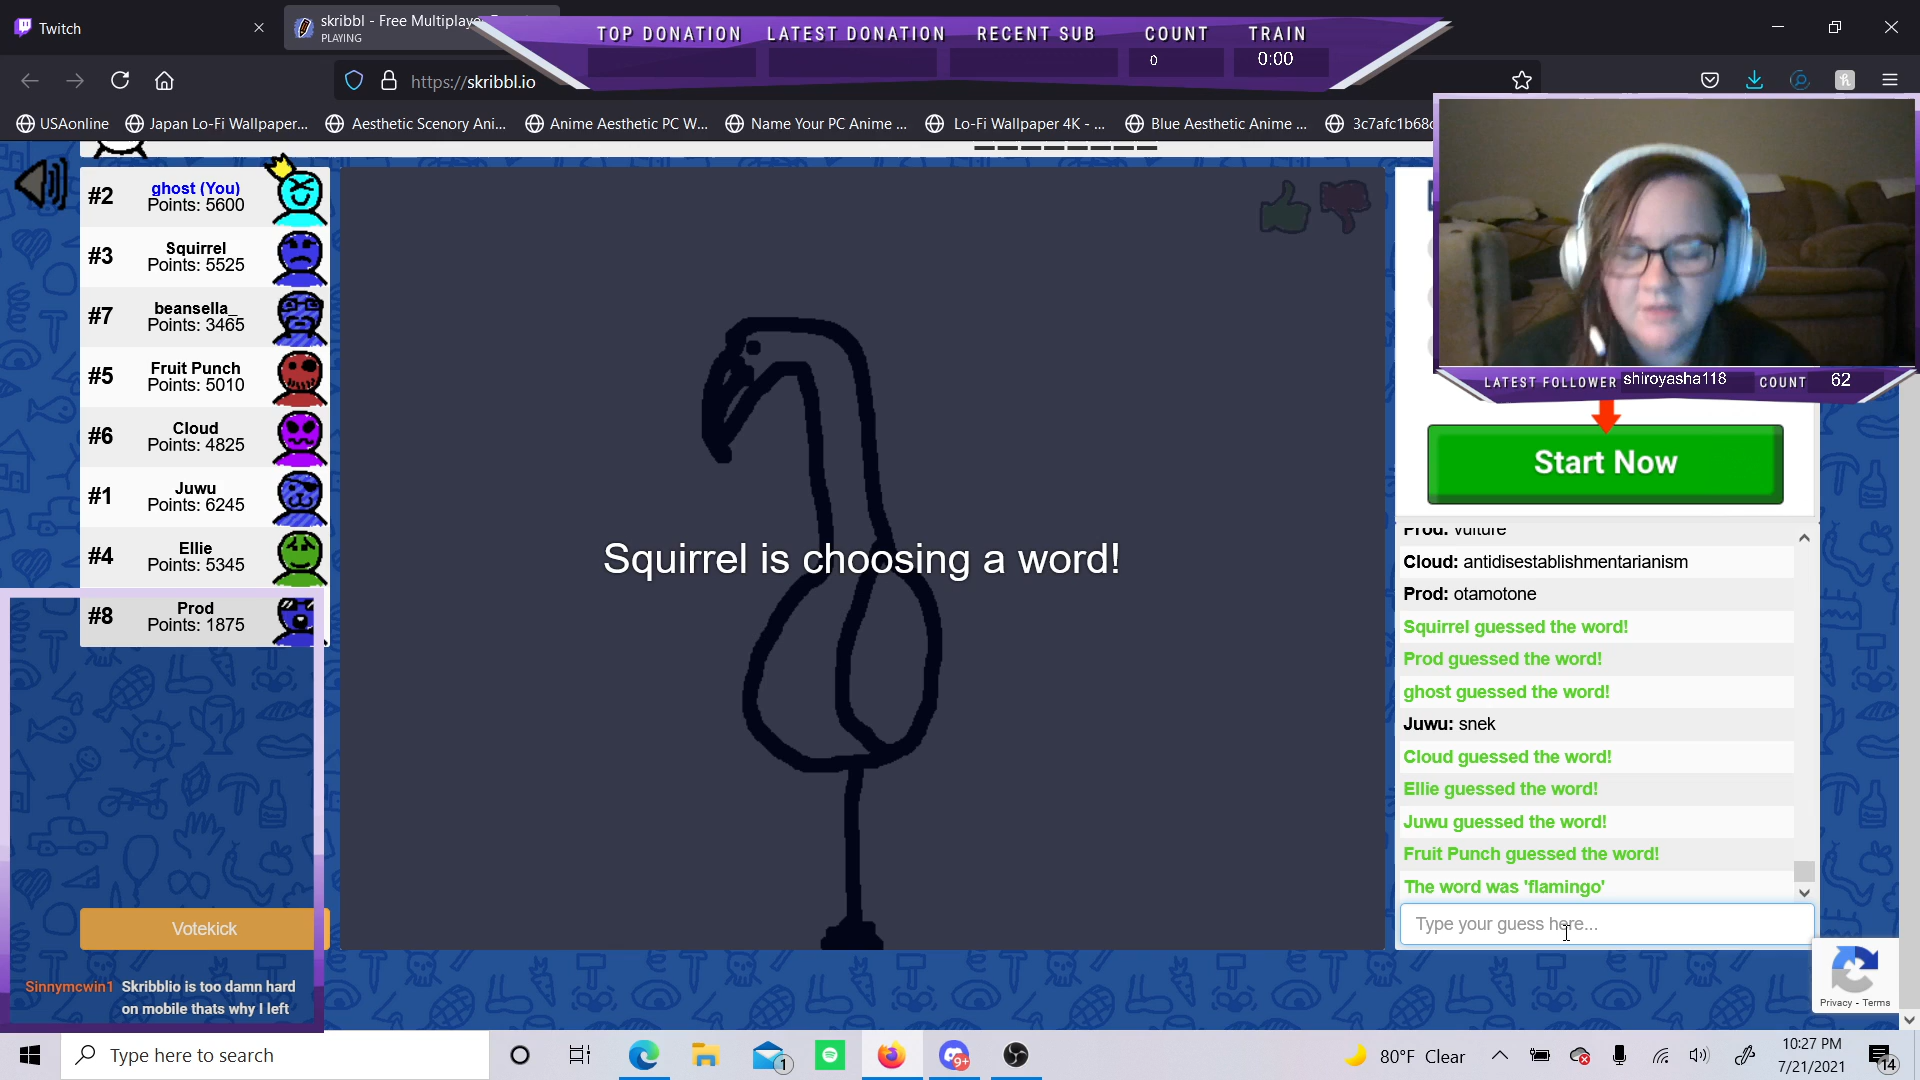 Twitch
skribbl - Free Multiplaye
PLAYING
TOP DONATION
LATEST DONATION
RECENT SUB
COUNT
TRAIN
0
0:00
https://skribbl.io
USAonline
Japan Lo-Fi Wallpaper...
Aesthetic Scenory Ani...
Anime Aesthetic PC W...
Name Your PC Anime ...
Lo-Fi Wallpaper 4K - ...
Blue Aesthetic Anime ...
3c7afc1b68c
#2
ghost (You)
Points: 5600
#3
Squirrel
Points: 5525
#7
beansella_
Points: 3465
#5
Fruit Punch
Points: 5010
#6
Cloud
Points: 4825
#1
Juwu
Points: 6245
#4
Ellie
Points: 5345
#8
Prod
Points: 1875
Votekick
Sinnymcwin1 Skribblio is too damn hard
on mobile thats why I left
Squirrel is choosing a word!
LATEST FOLLOWER shiroyasha118 COUNT 62
Start Now
Prod: vulture
Cloud: antidisestablishmentarianism
Prod: otamotone
Squirrel guessed the word!
Prod guessed the word!
ghost guessed the word!
Juwu: snek
Cloud guessed the word!
Ellie guessed the word!
Juwu guessed the word!
Fruit Punch guessed the word!
The word was 'flamingo'
Type your guess here...
Privacy - Terms
Type here to search
1
9+
80°F Clear
10:27 PM
7/21/2021
14